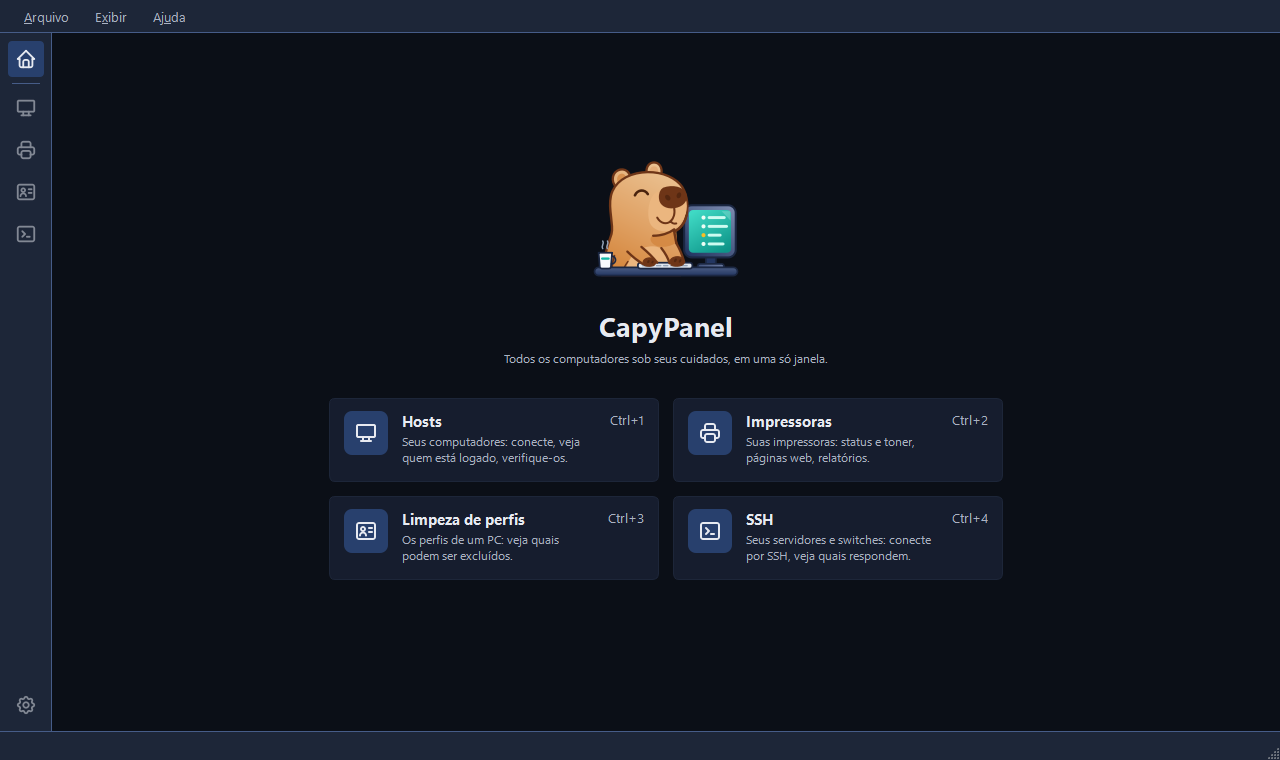 Arquivo Exibir Ajuda
CapyPanel
Todos os computadores sob seus cuidados, em uma só janela.
Hosts Ctrl+1
Seus computadores: conecte, veja
quem está logado, verifique-os.
Impressoras Ctrl+2
Suas impressoras: status e toner,
páginas web, relatórios.
Limpeza de perfis Ctrl+3
Os perfis de um PC: veja quais
podem ser excluídos.
SSH Ctrl+4
Seus servidores e switches: conecte
por SSH, veja quais respondem.